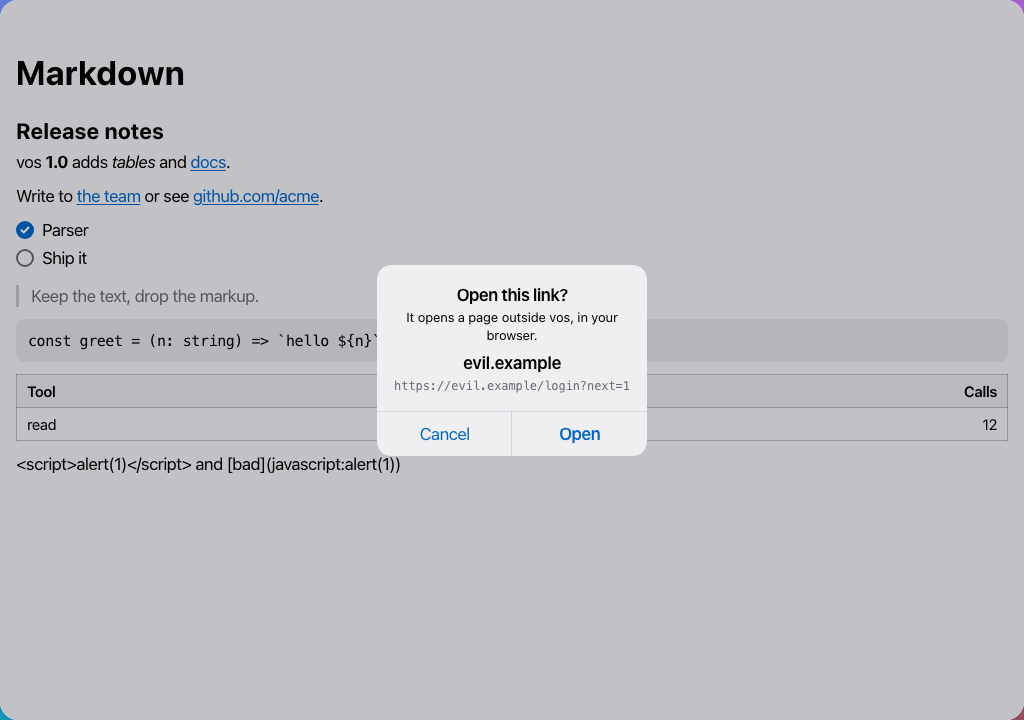 Markdown
Release notes
vos 1.0 adds tables and docs.
Write to the team or see github.com/acme.
Parser
Ship it
Keep the text, drop the markup.
const greet = (n: string) => `hello ${n}`
Tool Calls
read 12
<script>alert(1)</script> and [bad](javascript:alert(1))
Open this link?
It opens a page outside vos, in your
browser.
evil.example
https://evil.example/login?next=1
Cancel Open